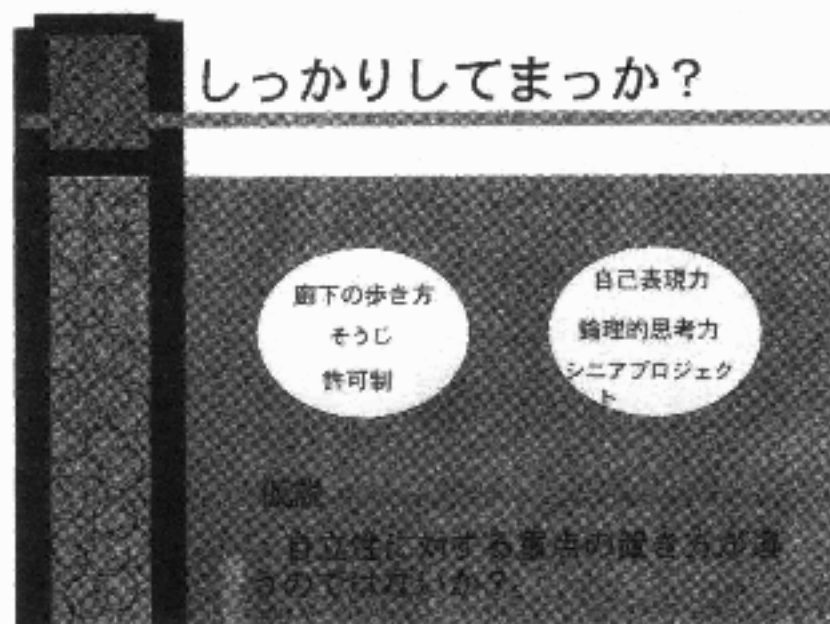 しっかりしてまっか？
廊下の歩き方
そうじ
許可制
自己表現力
論理的思考力
シニアプロジェク
ト
仮説
自立性に対する重点の置き方が違
うのではないか？